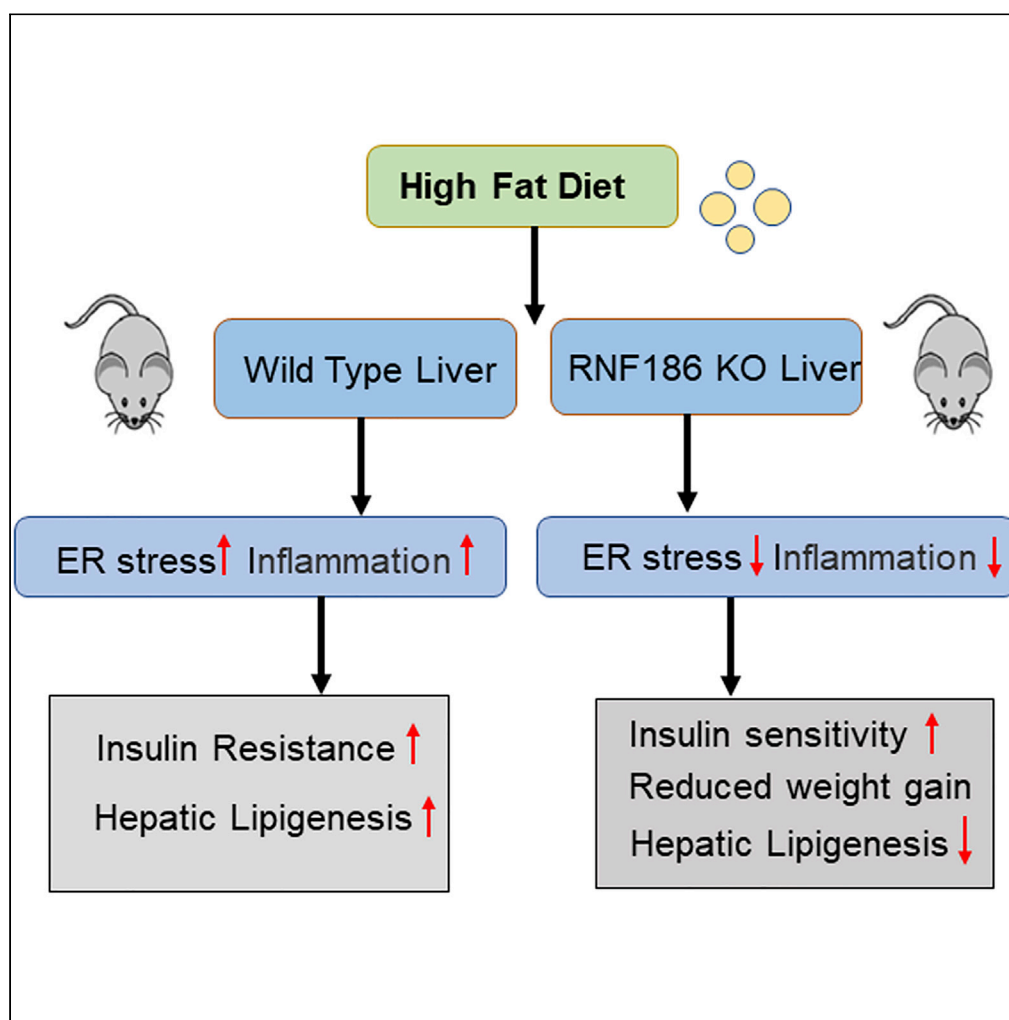 High Fat Diet
Wild Type Liver
RNF186 KO Liver
ER stress Inflammation
ER stress Inflammation
Insulin Resistance
Hepatic Lipigenesis
Insulin sensitivity
Reduced weight gain
Hepatic Lipigenesis